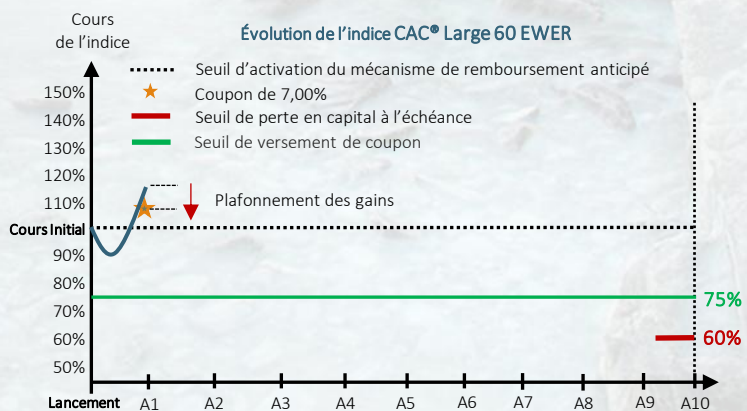 Cours
de l'indice
Évolution de l'indice CAC® Large 60 EWER
Seuil d'activation du mécanisme de remboursement anticipé
Coupon de 7,00%
Seuil de perte en capital à l'échéance
Seuil de versement de coupon
150%
140%
130%
120%
110%
Plafonnement des gains
Cours Initial
90%
80%
70%
75%
60%
60%
50%
Lancement A1 A2 A3 A4 A5 A6 A7 A8 A9 A10